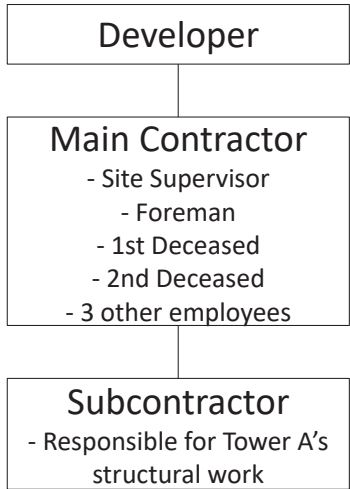 Developer
Main Contractor
- Site Supervisor
- Foreman
- 1st Deceased
- 2nd Deceased
- 3 other employees
Subcontractor
- Responsible for Tower A's
structural work